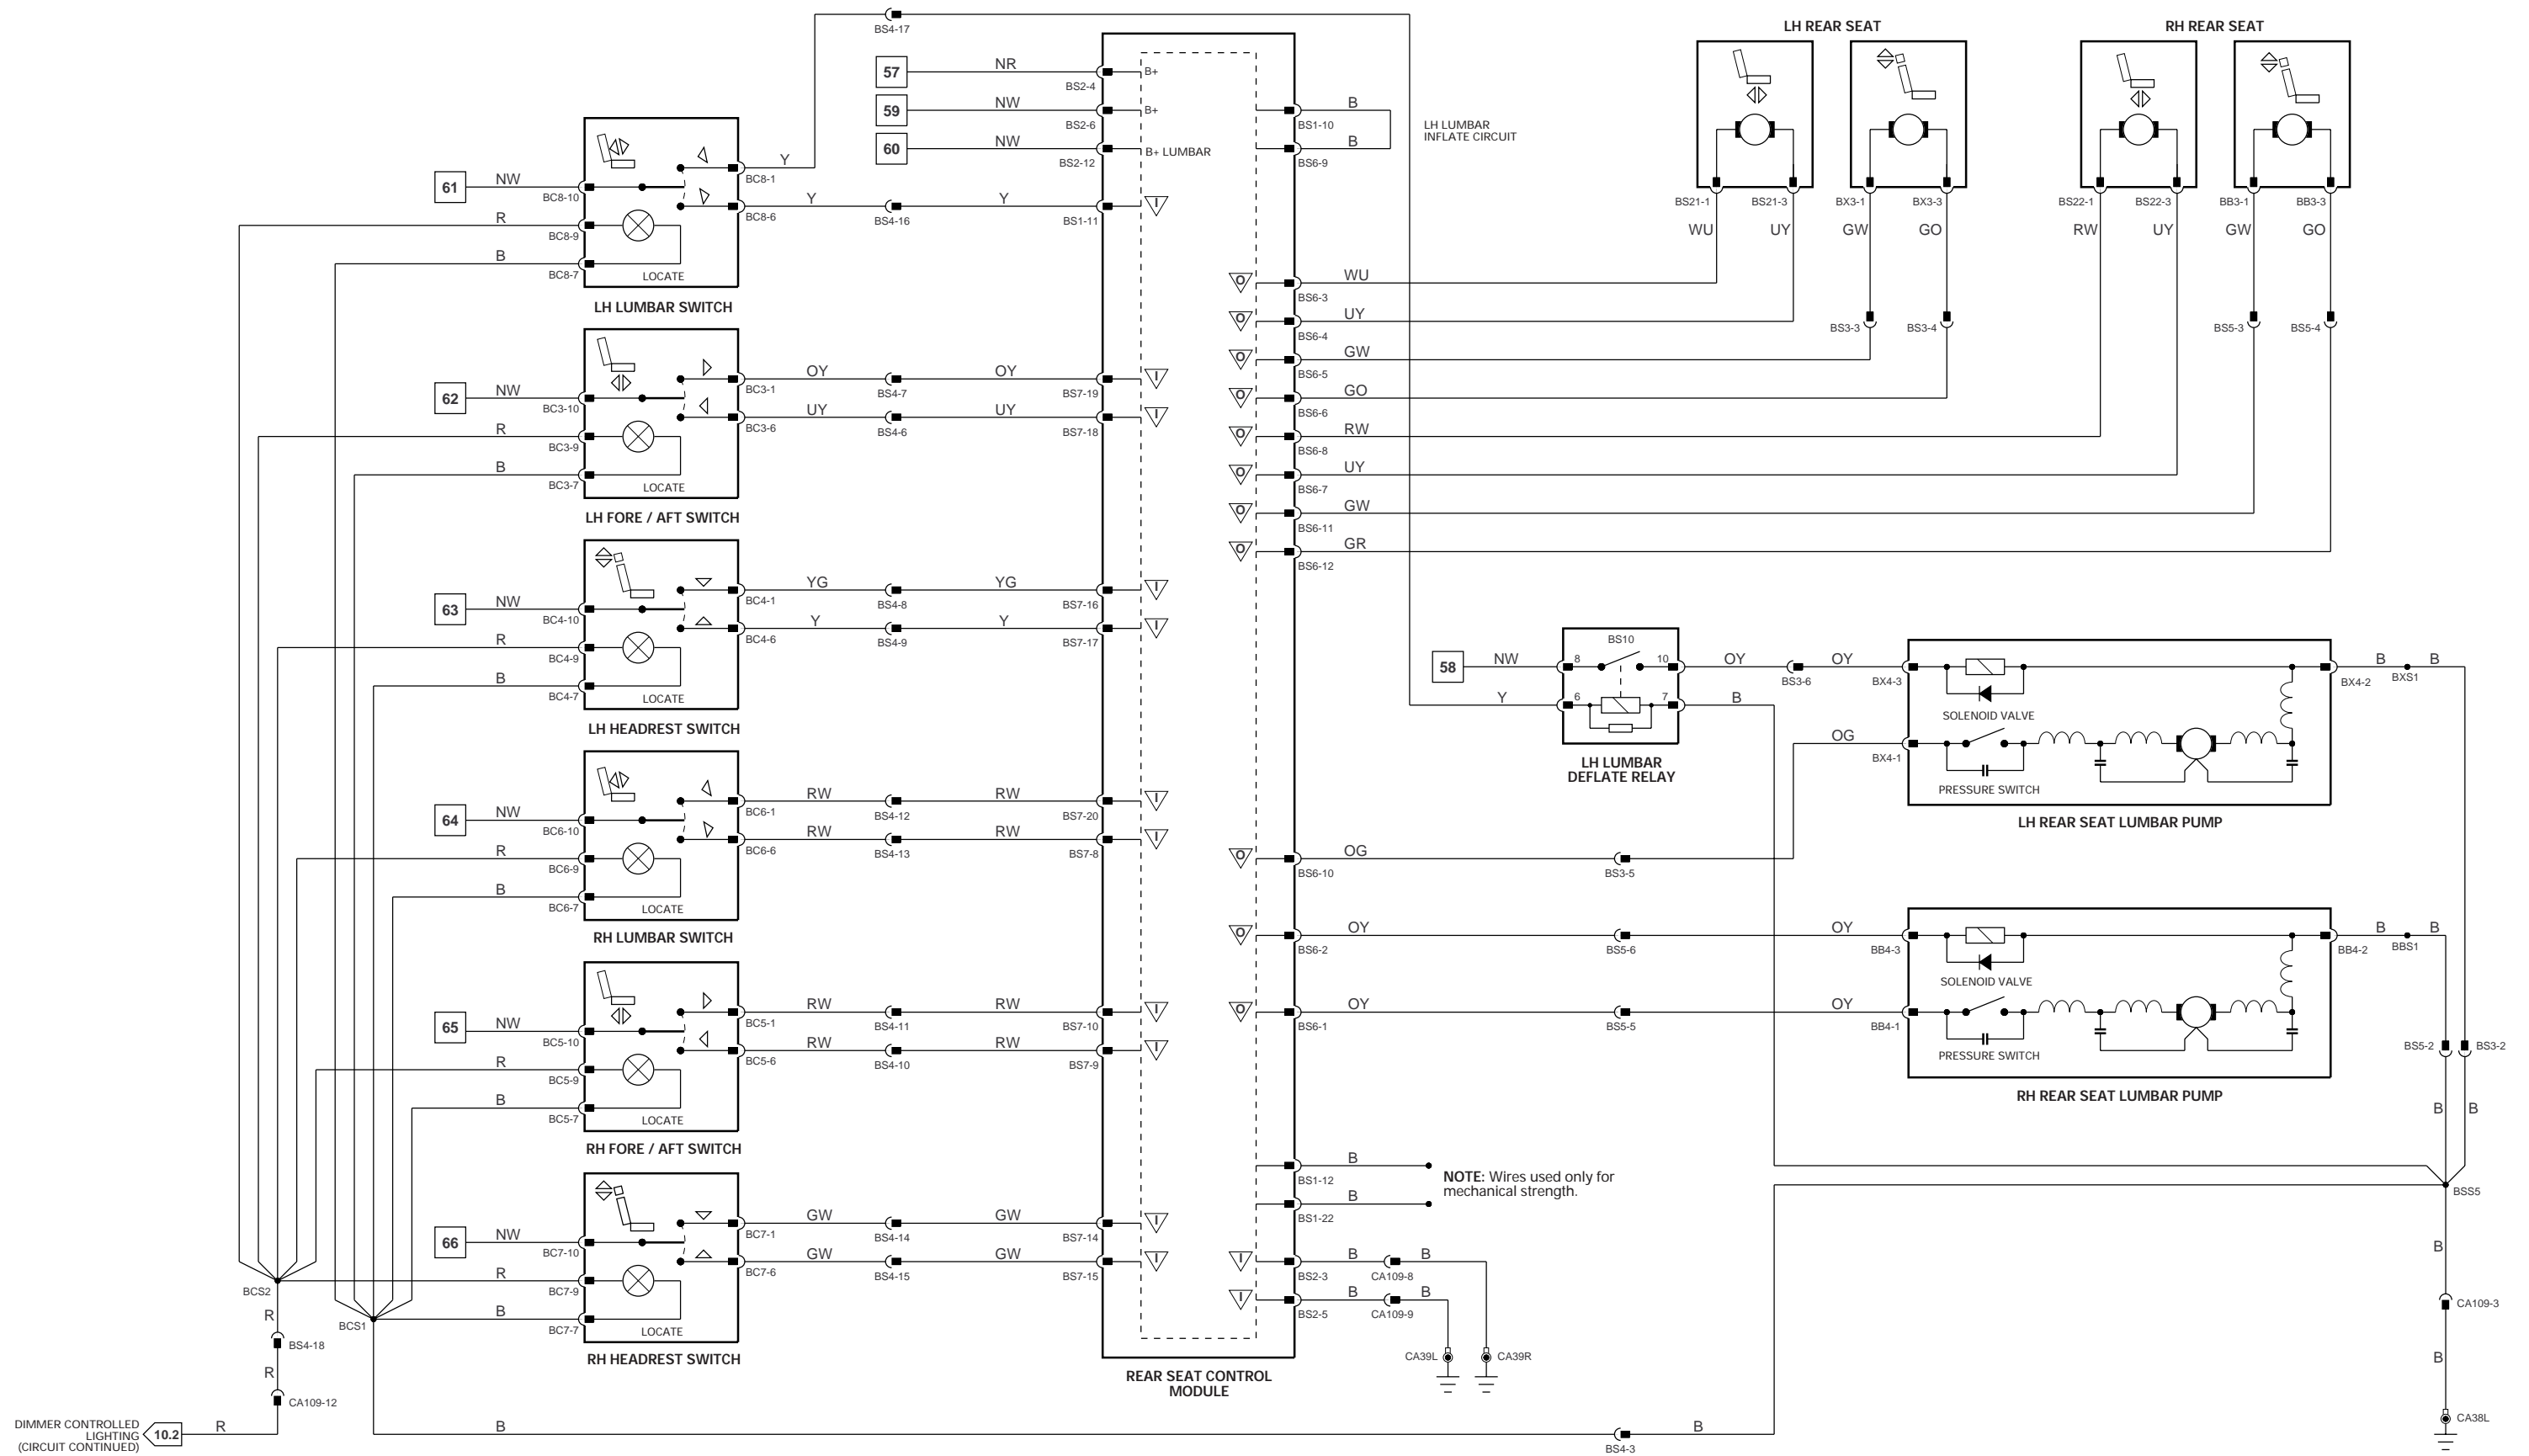 BS4-17
LH REAR SEAT
RH REAR SEAT
57
NR
BS2-4
B+
59
NW
BS2-6
B+
60
NW
BS2-12
B+ LUMBAR
BS1-10
B
BS6-9
B
LH LUMBAR
INFLATE CIRCUIT
61
NW
BC8-10
R
BC8-9
B
BC8-7
LOCATE
BC8-1
Y
BC8-6
Y
BS4-16
Y
BS1-11
I
LH LUMBAR SWITCH
BS21-1
BS21-3
BX3-1
BX3-3
BS22-1
BS22-3
BB3-1
BB3-3
WU
UY
GW
GO
RW
UY
GW
GO
O
BS6-3
WU
O
BS6-4
UY
O
BS6-5
GW
O
BS6-6
GO
O
BS6-8
RW
O
BS6-7
UY
O
BS6-11
GW
O
BS6-12
GR
BS3-3
BS3-4
BS5-3
BS5-4
62
NW
BC3-10
R
BC3-9
B
BC3-7
LOCATE
BC3-1
OY
BS4-7
OY
BS7-19
I
BC3-6
UY
BS4-6
UY
BS7-18
I
LH FORE / AFT SWITCH
63
NW
BC4-10
R
BC4-9
B
BC4-7
LOCATE
BC4-1
YG
BS4-8
YG
BS7-16
I
BC4-6
Y
BS4-9
Y
BS7-17
I
LH HEADREST SWITCH
58
NW
Y
BS10
8
10
6
7
OY
BS3-6
OY
BX4-3
B
LH LUMBAR
DEFLATE RELAY
SOLENOID VALVE
OG
BX4-1
PRESSURE SWITCH
BX4-2
B
BXS1
B
LH REAR SEAT LUMBAR PUMP
64
NW
BC6-10
R
BC6-9
B
BC6-7
LOCATE
BC6-1
RW
BS4-12
RW
BS7-20
I
BC6-6
RW
BS4-13
RW
BS7-8
I
RH LUMBAR SWITCH
O
BS6-10
OG
BS3-5
O
BS6-2
OY
BS5-6
OY
BB4-3
O
BS6-1
OY
BS5-5
OY
BB4-1
SOLENOID VALVE
PRESSURE SWITCH
BB4-2
B
BBS1
B
BS5-2
BS3-2
RH REAR SEAT LUMBAR PUMP
65
NW
BC5-10
R
BC5-9
B
BC5-7
LOCATE
BC5-1
RW
BS4-11
RW
BS7-10
I
BC5-6
RW
BS4-10
RW
BS7-9
I
RH FORE / AFT SWITCH
B
B
BS1-12
B
BS1-22
B
NOTE: Wires used only for
mechanical strength.
BSS5
66
NW
BC7-10
R
BC7-9
B
BC7-7
LOCATE
BC7-1
GW
BS4-14
GW
BS7-14
I
BC7-6
GW
BS4-15
GW
BS7-15
I
RH HEADREST SWITCH
I
BS2-3
B
CA109-8
B
I
BS2-5
B
CA109-9
B
CA39L
CA39R
REAR SEAT CONTROL
MODULE
B
CA109-3
B
CA38L
BCS2
R
BS4-18
R
CA109-12
BCS1
DIMMER CONTROLLED
LIGHTING
(CIRCUIT CONTINUED)
10.2
R
B
BS4-3
B